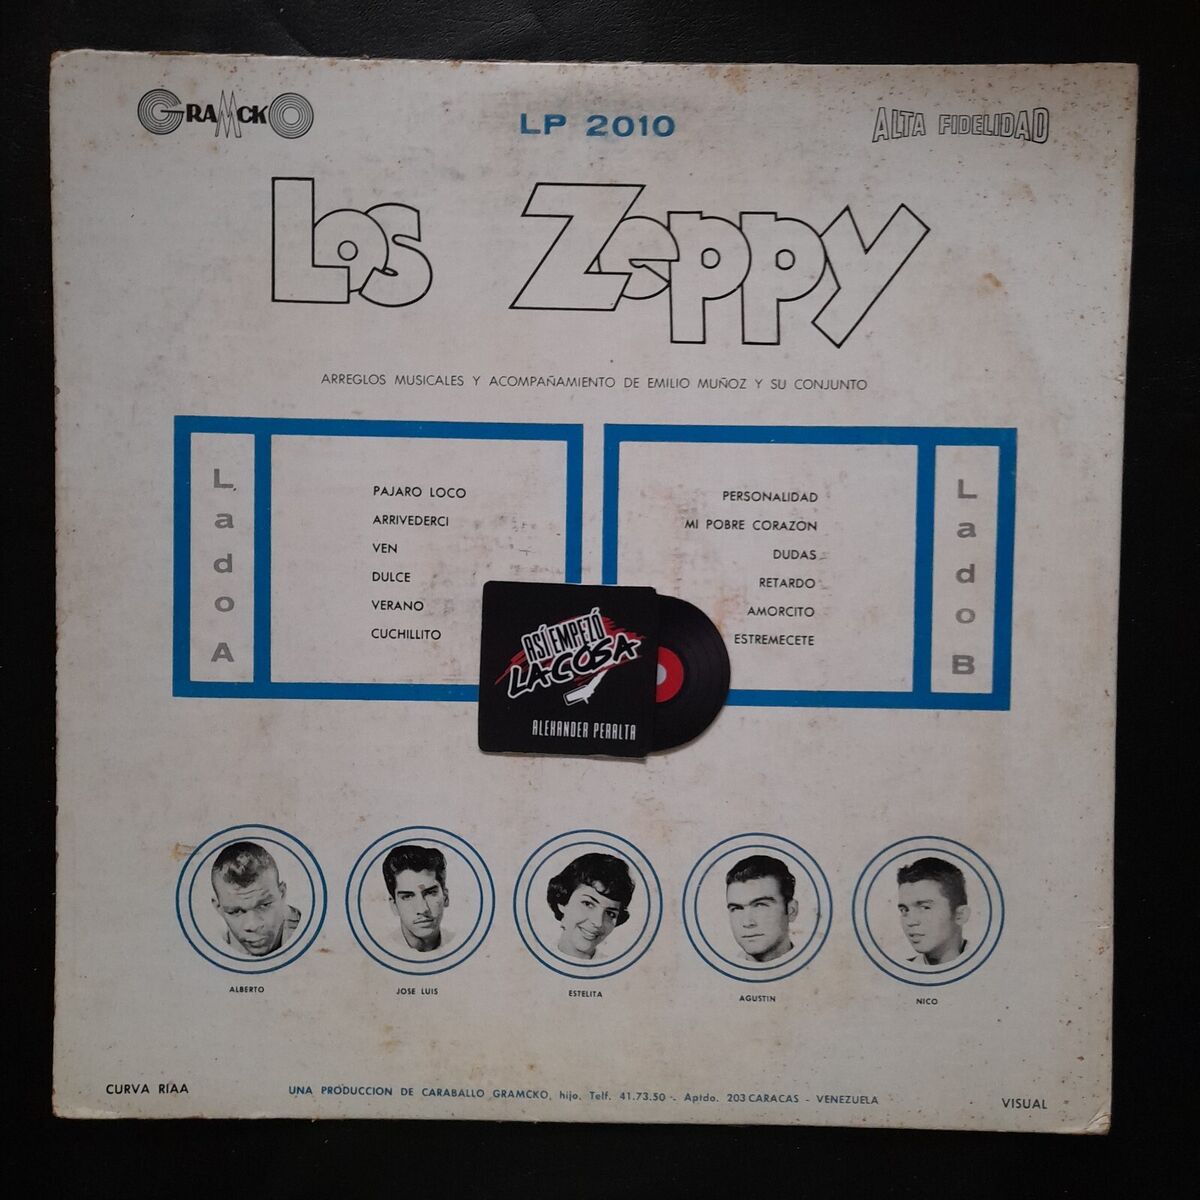 GRAMCKO
LP 2010
ALTA FIDELIDAD
Los Zeppy
ARREGLOS MUSICALES Y ACOMPAÑAMIENTO DE EMILIO MUÑOZ Y SU CONJUNTO
Lado A
PAJARO LOCO
ARRIVEDERCI
VEN
DULCE
VERANO
CUCHILLITO
PERSONALIDAD
MI POBRE CORAZON
DUDAS
RETARDO
AMORCITO
ESTREMECETE
Lado B
ASÍ EMPEZÓ
LA COSA
ALEXANDER PERALTA
ALBERTO
JOSE LUIS
ESTELITA
AGUSTIN
NICO
CURVA RIAA
UNA PRODUCCION DE CARABALLO GRAMCKO, hijo. Telf. 41.73.50 - Aptdo. 203 CARACAS - VENEZUELA
VISUAL